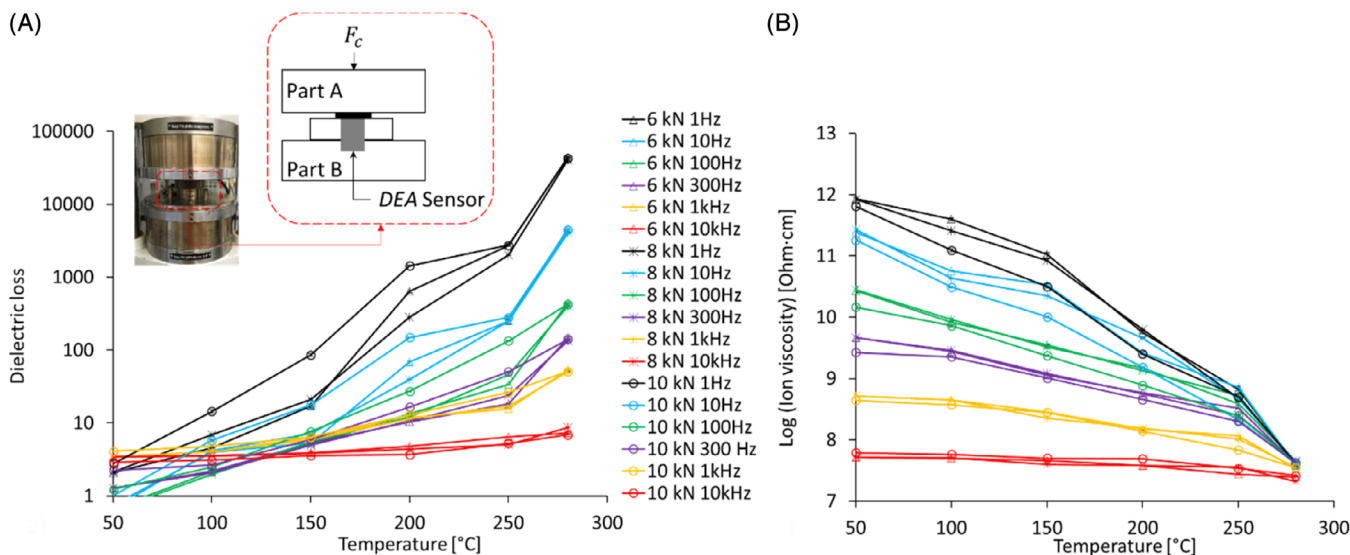 (A)
F_c
Part A
Part B
DEA Sensor
Dielectric loss
100000
10000
1000
100
10
1
50
100
150
200
250
300
Temperature [°C]
6 kN 1Hz
6 kN 10Hz
6 kN 100Hz
6 kN 300Hz
6 kN 1kHz
6 kN 10kHz
8 kN 1Hz
8 kN 10Hz
8 kN 100Hz
8 kN 300Hz
8 kN 1kHz
8 kN 10kHz
10 kN 1Hz
10 kN 10Hz
10 kN 100Hz
10 kN 300 Hz
10 kN 1kHz
10 kN 10kHz
(B)
Log (Ion viscosity) [Ohm·cm]
13
12
11
10
9
8
7
50
100
150
200
250
300
Temperature [°C]